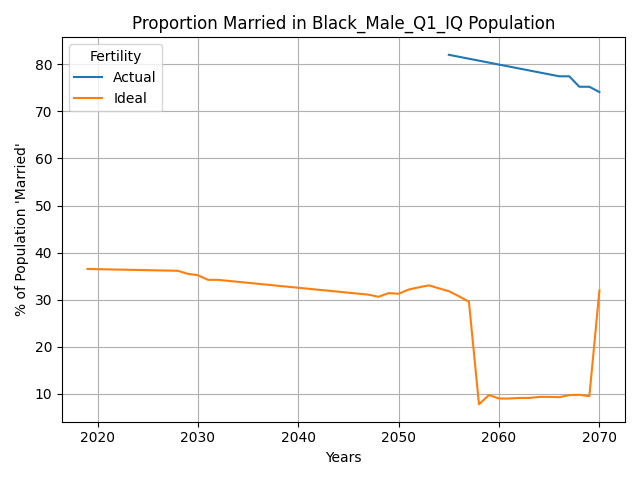 Proportion Married in Black_Male_Q1_IQ Population
Fertility
Actual
Ideal
% of Population 'Married'
80
70
60
50
40
30
20
10
2020 2030 2040 2050 2060 2070
Years